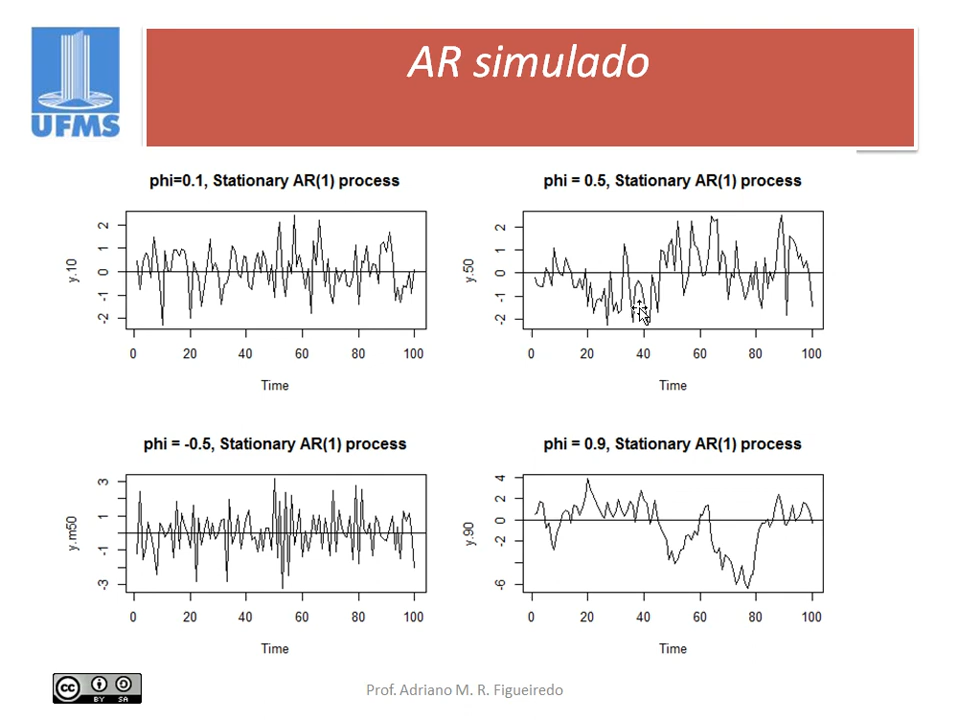 AR simulado
UFMS
phi=0.1, Stationary AR(1) process
y.10
2
1
0
-1
-2
0 20 40 60 80 100
Time
phi = 0.5, Stationary AR(1) process
y.50
2
1
0
-1
-2
0 20 40 60 80 100
Time
phi = -0.5, Stationary AR(1) process
y.m50
3
1
-1
-3
0 20 40 60 80 100
Time
phi = 0.9, Stationary AR(1) process
y.90
4
2
0
-2
-6
0 20 40 60 80 100
Time
cc BY SA
Prof. Adriano M. R. Figueiredo